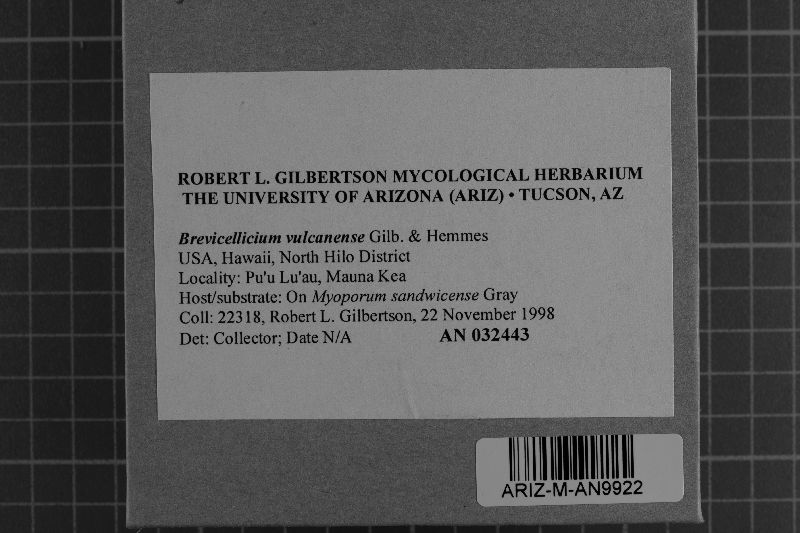 ROBERT L. GILBERTSON MYCOLOGICAL HERBARIUM
THE UNIVERSITY OF ARIZONA (ARIZ) • TUCSON, AZ
Brevicellicium vulcanense Gilb. & Hemmes
USA, Hawaii, North Hilo District
Locality: Pu'u Lu'au, Mauna Kea
Host/substrate: On Myoporum sandwicense Gray
Coll: 22318, Robert L. Gilbertson, 22 November 1998
Det: Collector; Date N/A AN 032443
ARIZ-M-AN9922